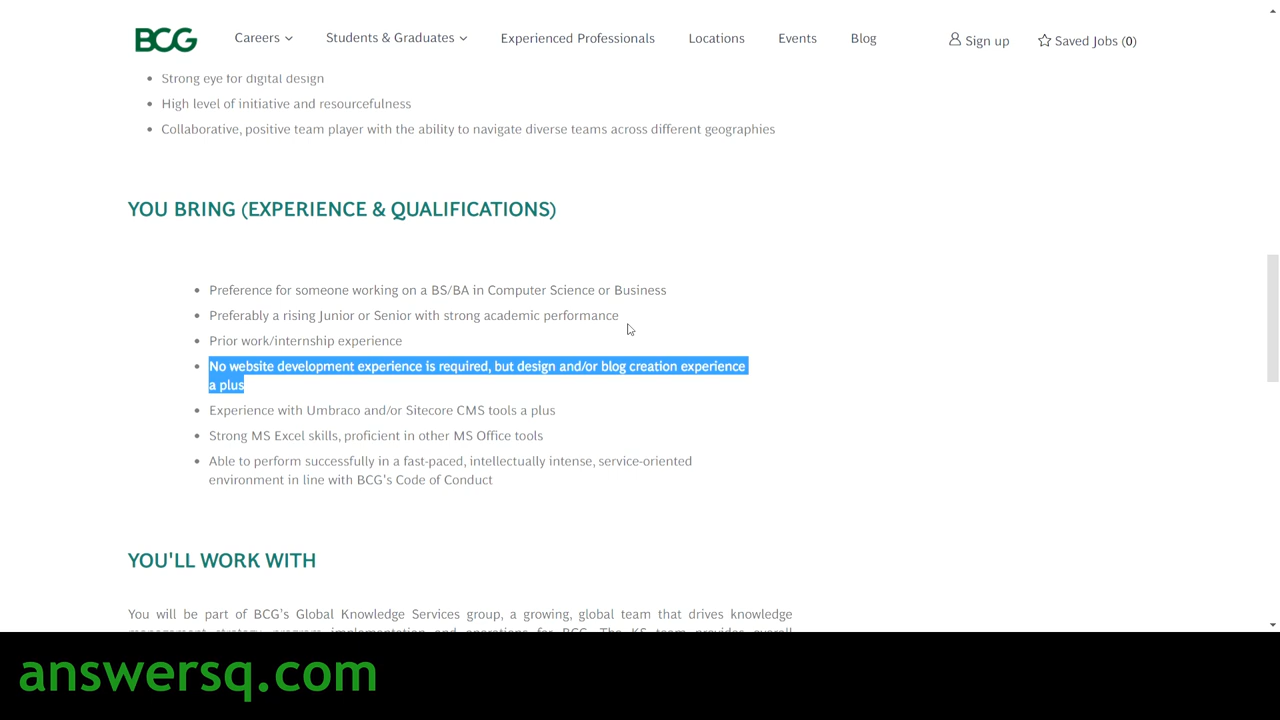 BCG
Careers
Students & Graduates
Experienced Professionals
Locations
Events
Blog
Sign up
Saved Jobs (0)
Strong eye for digital design
High level of initiative and resourcefulness
Collaborative, positive team player with the ability to navigate diverse teams across different geographies
YOU BRING (EXPERIENCE & QUALIFICATIONS)
Preference for someone working on a BS/BA in Computer Science or Business
Preferably a rising Junior or Senior with strong academic performance
Prior work/internship experience
No website development experience is required, but design and/or blog creation experience
a plus
Experience with Umbraco and/or Sitecore CMS tools a plus
Strong MS Excel skills, proficient in other MS Office tools
Able to perform successfully in a fast-paced, intellectually intense, service-oriented
environment in line with BCG's Code of Conduct
YOU'LL WORK WITH
You will be part of BCG's Global Knowledge Services group, a growing, global team that drives knowledge
answersq.com